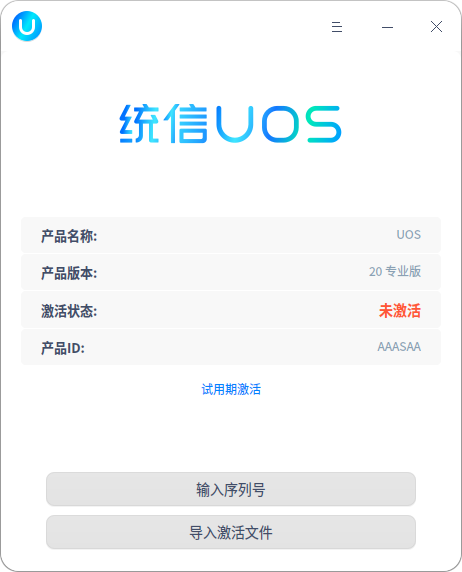 统信UOS
产品名称: UOS
产品版本: 20 专业版
激活状态: 未激活
产品ID: AAASAA
试用期激活
输入序列号
导入激活文件